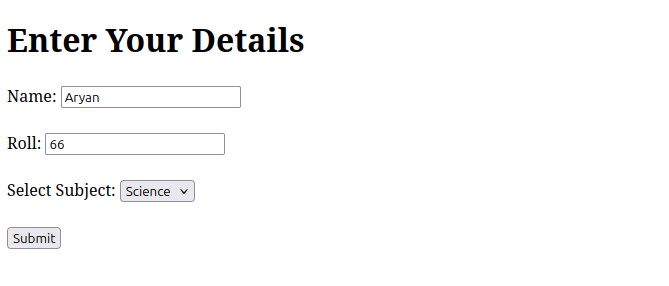 Enter Your Details
Name: Aryan
Roll: 66
Select Subject: Science
Submit